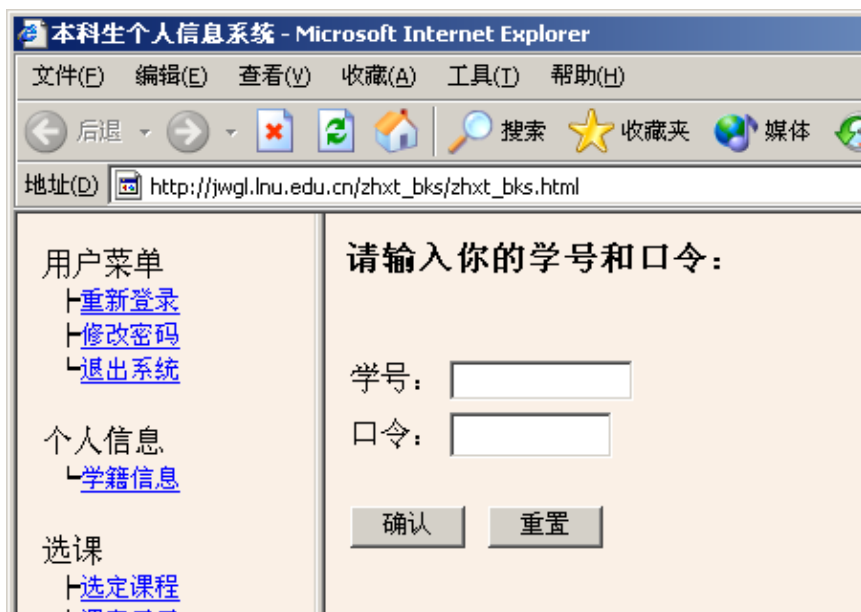 本科生个人信息系统 - Microsoft Internet Explorer
文件(F) 编辑(E) 查看(V) 收藏(A) 工具(T) 帮助(H)
后退 搜索 收藏夹 媒体
地址(D) http://jwgl.lnu.edu.cn/zhxt_bks/zhxt_bks.html
用户菜单
重新登录
修改密码
退出系统
个人信息
学籍信息
选课
选定课程
请输入你的学号和口令：
学号：
口令：
确认 重置